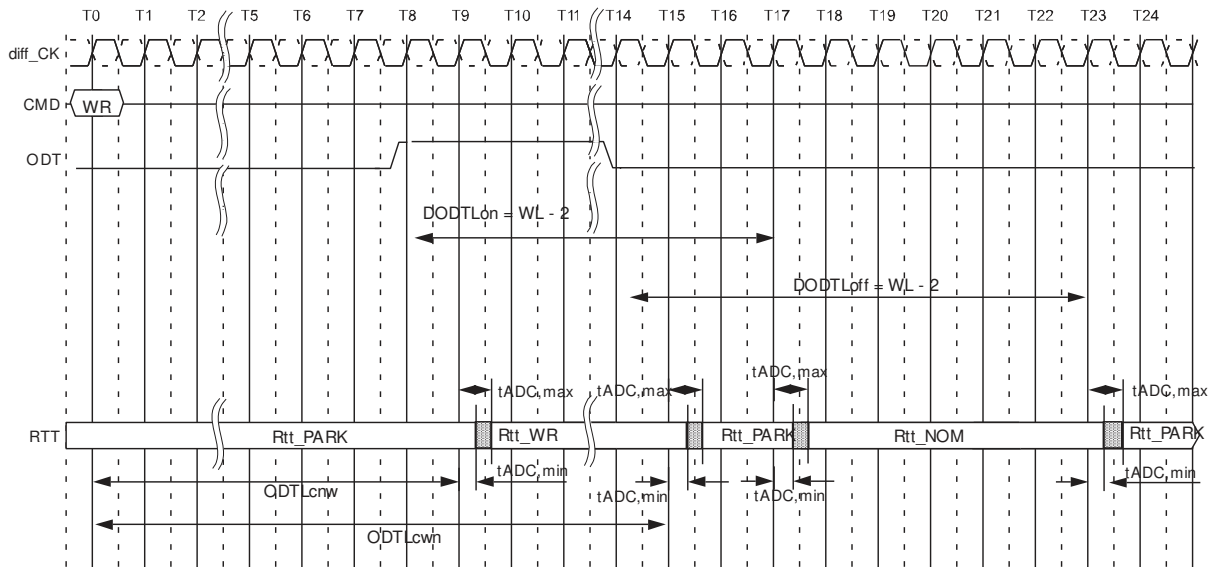 T0 T1 T2 T5 T6 T7 T8 T9 T10 T11 T14 T15 T16 T17 T18 T19 T20 T21 T22 T23 T24
diff_CK
CMD WR
ODT
DODTLon = WL - 2
DODTLoff = WL - 2
tADC,max tADC,max tADC,max tADC,max
RTT Rtt_PARK Rtt_WR Rtt_PARK Rtt_NOM Rtt_PARK
tADC,min tADC,min tADC,min tADC,min
ODTLcnw
ODTLcwn